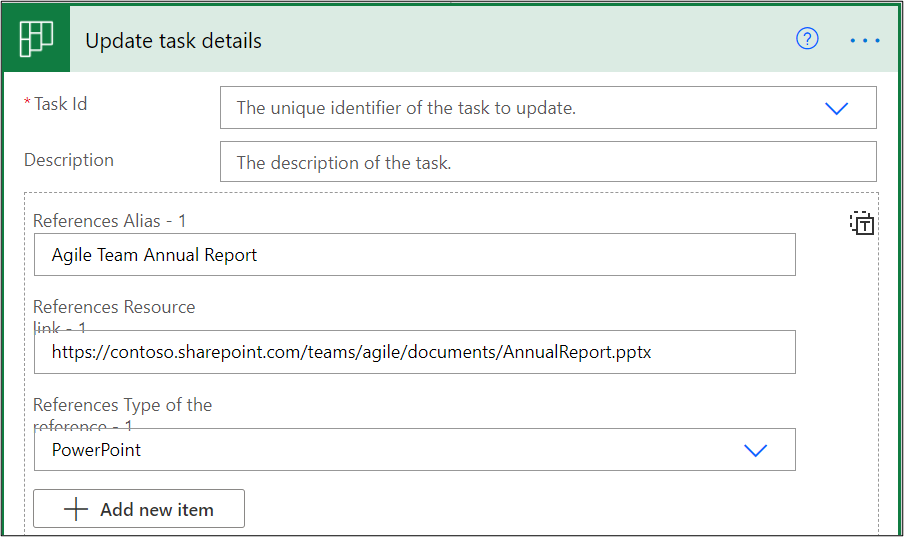 Update task details
?
* Task Id
The unique identifier of the task to update.
Description
The description of the task.
References Alias - 1
T
Agile Team Annual Report
References Resource
link - 1
https://contoso.sharepoint.com/teams/agile/documents/AnnualReport.pptx
References Type of the
reference - 1
PowerPoint
Add new item